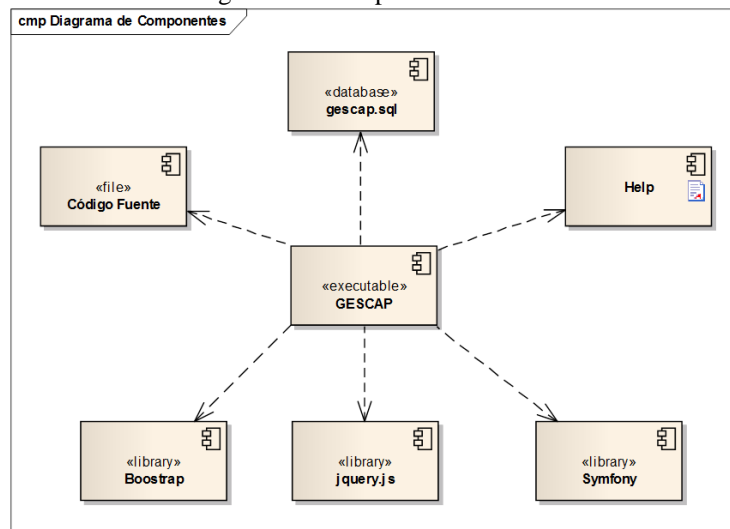 cmp Diagrama de Componentes
«database»
gescap.sql
«file»
Código Fuente
Help
«executable»
GESCAP
«library»
Boostrap
«library»
jquery.js
«library»
Symfony